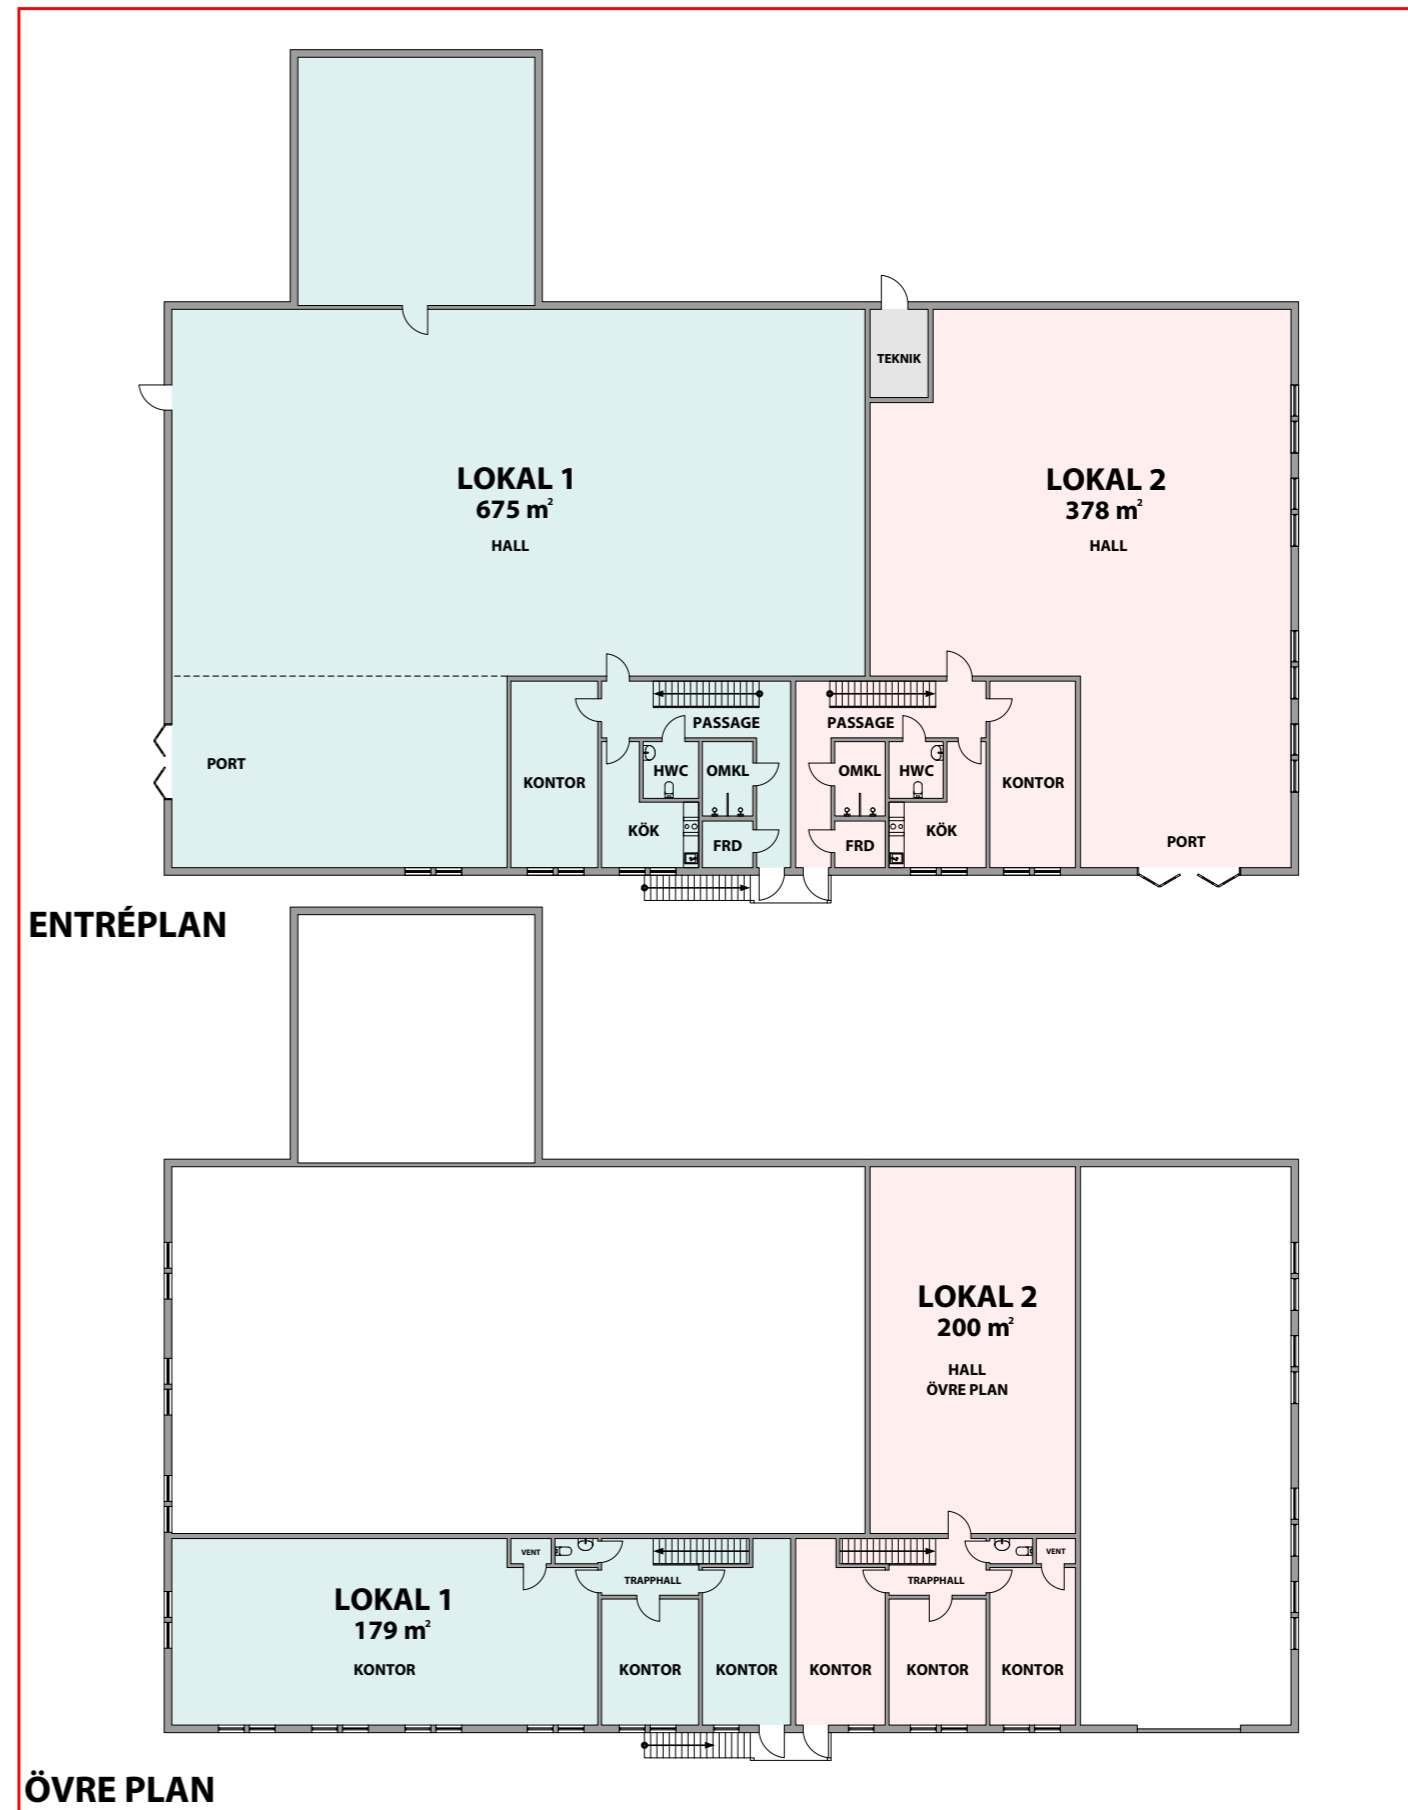 TEKNIK
LOKAL 1
675 m²
HALL
LOKAL 2
378 m²
HALL
PASSAGE
PASSAGE
PORT
KONTOR
HWC
OMKL
OMKL
HWC
KONTOR
KÖK
FRD
FRD
KÖK
PORT
ENTRÉPLAN
LOKAL 2
200 m²
HALL
ÖVRE PLAN
VENT
VENT
TRAPPHALL
TRAPPHALL
LOKAL 1
179 m²
KONTOR
KONTOR
KONTOR
KONTOR
KONTOR
KONTOR
ÖVRE PLAN